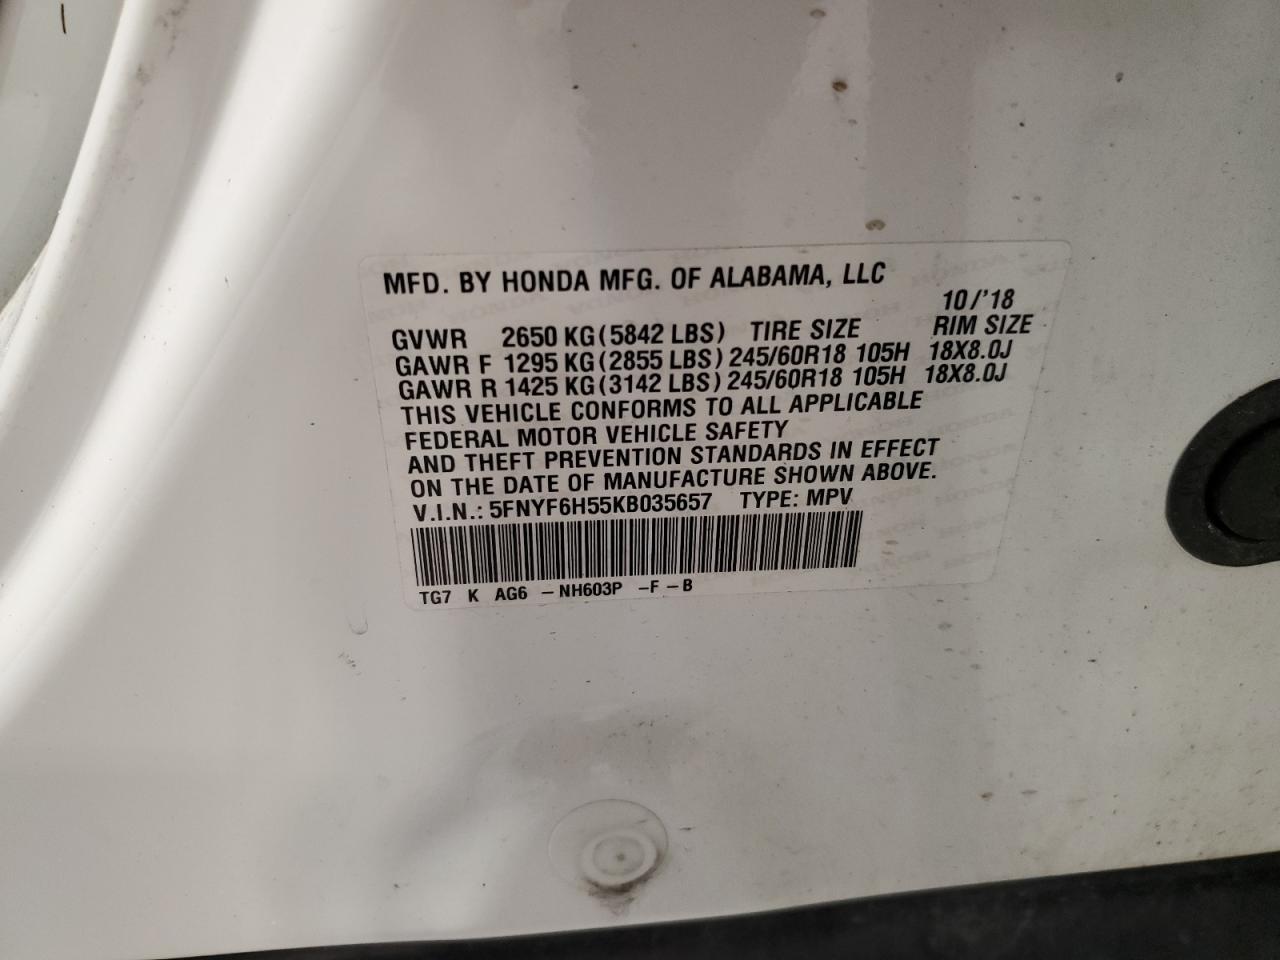 MFD. BY HONDA MFG. OF ALABAMA, LLC
10/'18
GVWR 2650 KG(5842 LBS) TIRE SIZE RIM SIZE
GAWR F 1295 KG(2855 LBS)245/60R18 105H 18X8.0J
GAWR R 1425 KG(3142 LBS)245/60R18 105H 18X8.0J
THIS VEHICLE CONFORMS TO ALL APPLICABLE
FEDERAL MOTOR VEHICLE SAFETY
AND THEFT PREVENTION STANDARDS IN EFFECT
ON THE DATE OF MANUFACTURE SHOWN ABOVE.
V.I.N.: 5FNYF6H55KB035657 TYPE: MPV
TG7 K AG6 -NH603P -F-B